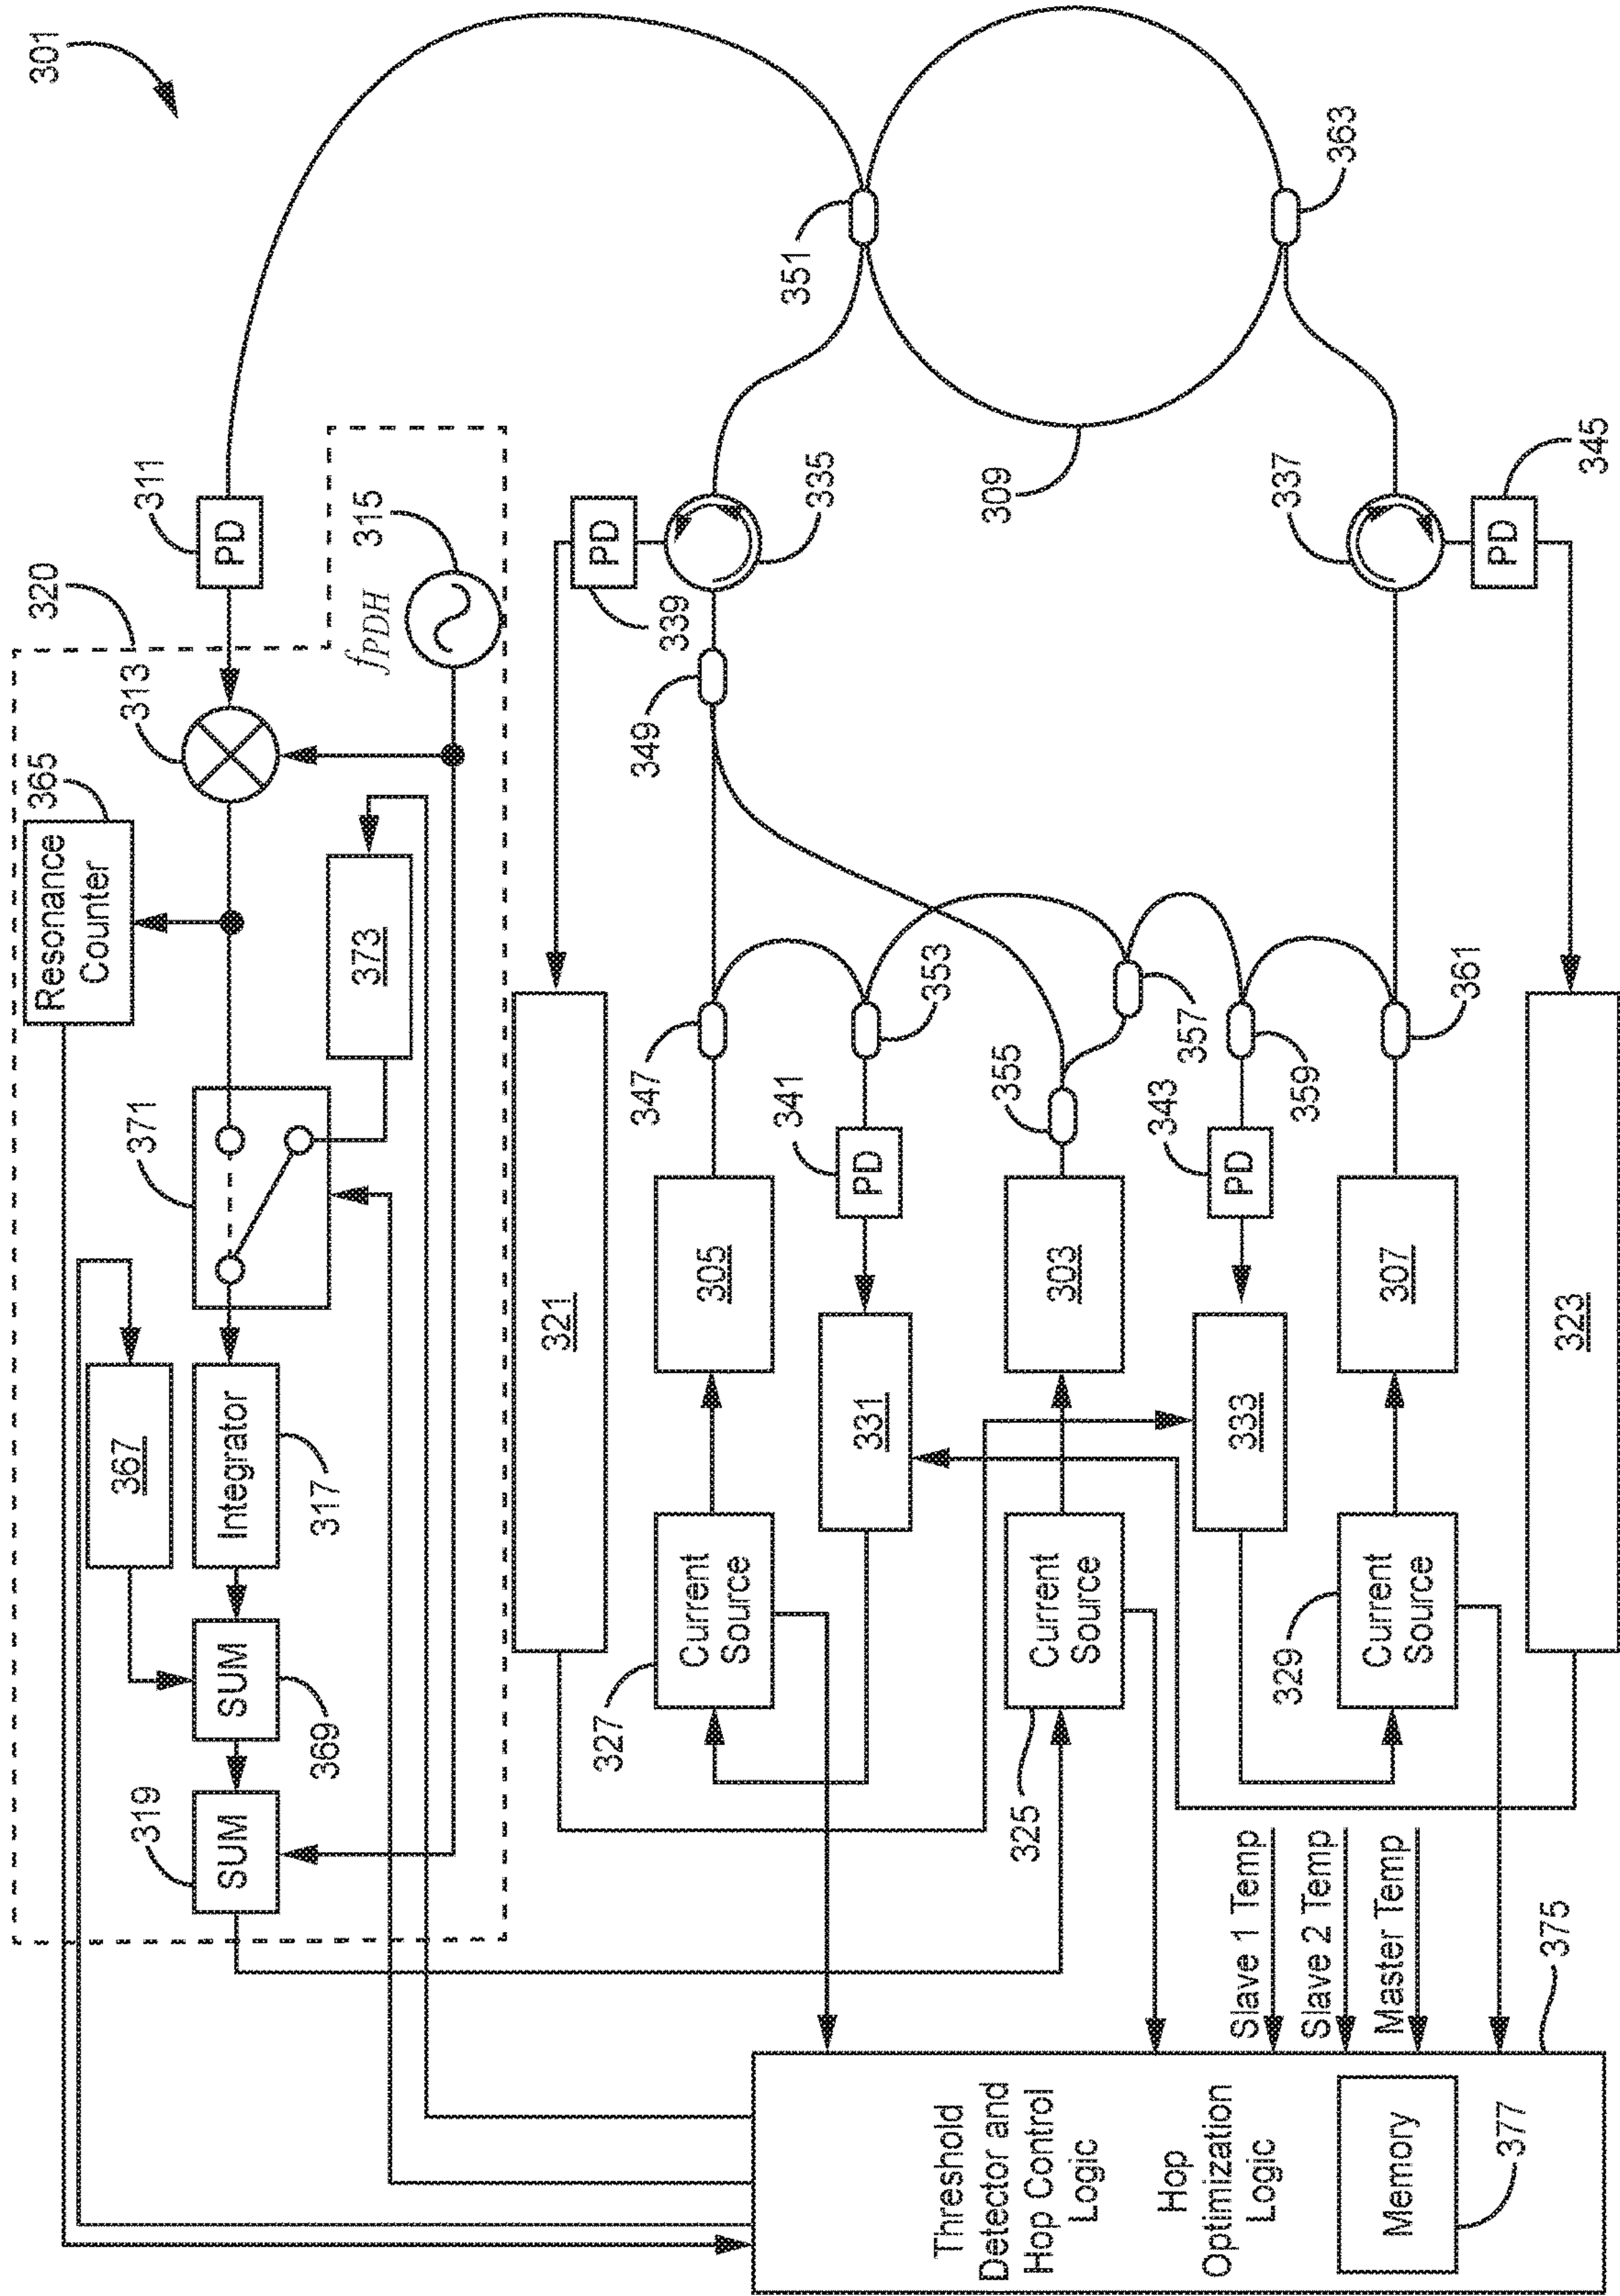 301
311
PD
320
313
365
Resonance
Counter
315
f_PDH
373
371
367
Integrator
317
SUM
369
319
SUM
351
363
309
335
PD
339
349
337
PD
345
321
347
353
341
PD
355
357
343
PD
359
361
305
303
307
323
331
333
Current
Source
327
Current
Source
325
Current
Source
329
Slave 1 Temp
Slave 2 Temp
Master Temp
375
Threshold
Detector and
Hop Control
Logic
Hop
Optimization
Logic
Memory
377